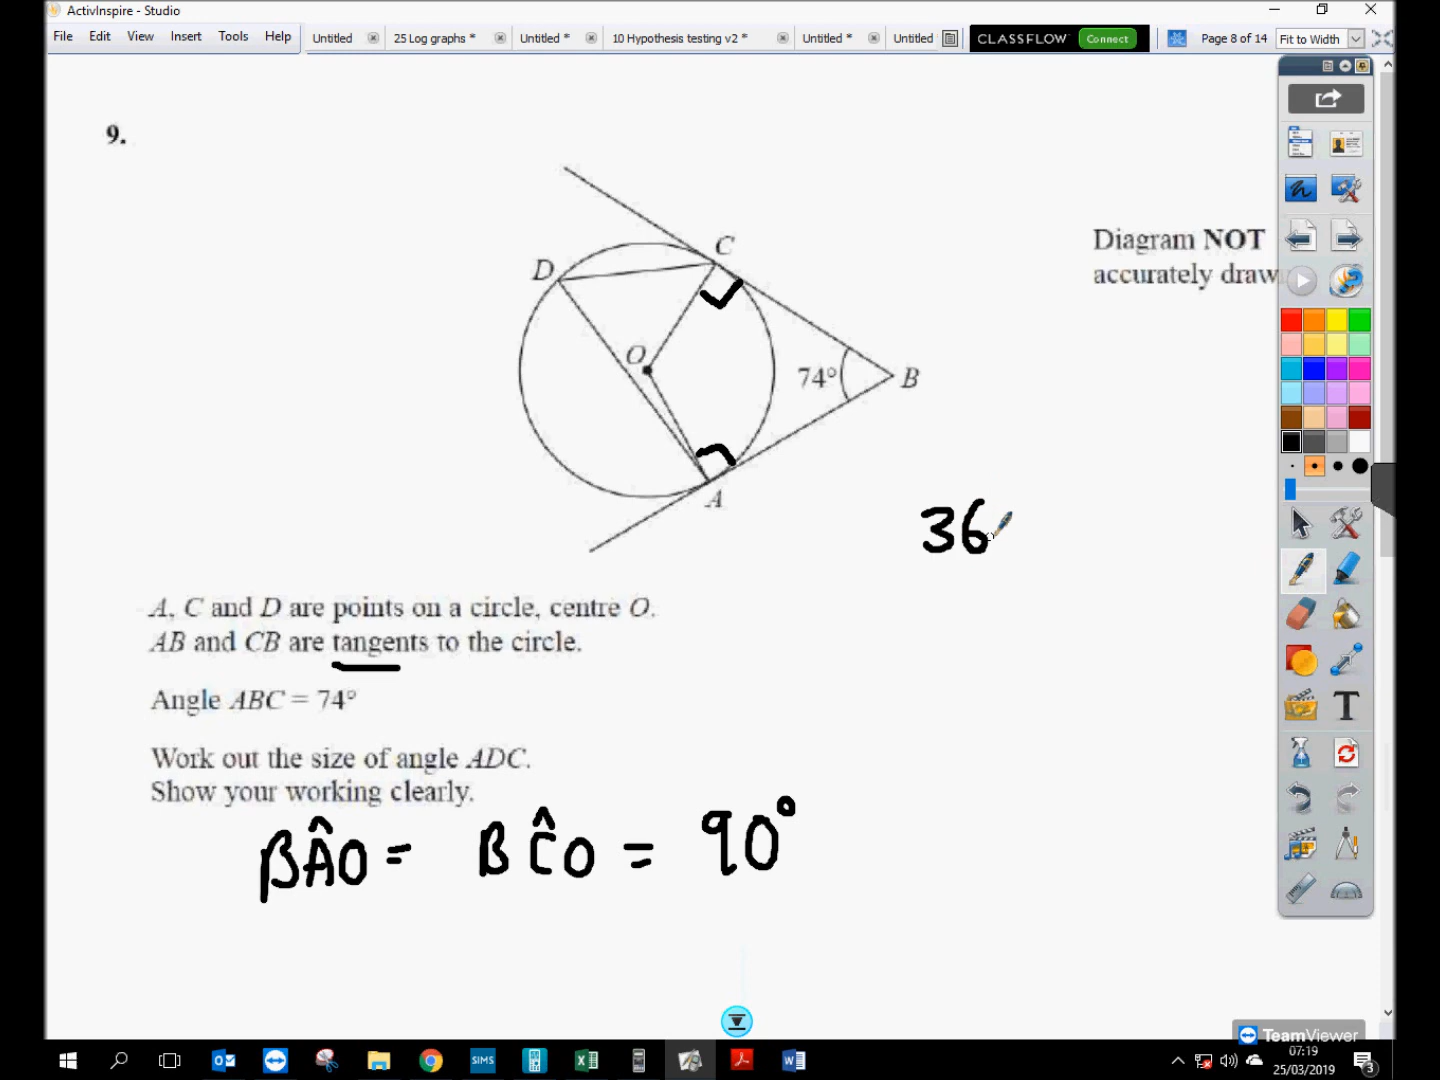 ActivInspire - Studio
File Edit View Insert Tools Help Untitled 25 Log graphs * Untitled * 10 Hypothesis testing v2 * Untitled * Untitled CLASSFLOW Connect Page 8 of 14 Fit to Width
9.
Diagram NOT
accurately draw
C
D
O
74°
B
A
36
A, C and D are points on a circle, centre O.
AB and CB are tangents to the circle.
Angle ABC = 74°
Work out the size of angle ADC.
Show your working clearly.
BÂO = BĈO = 90°
T
TeamViewer
SIMS
07:19
25/03/2019
3